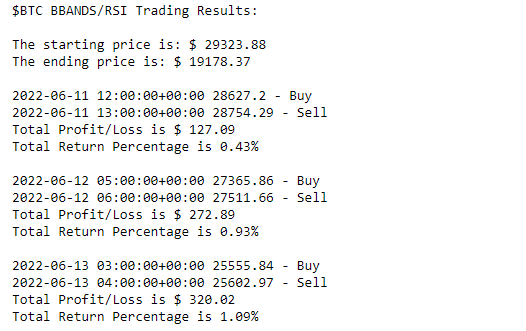 $BTC BBANDS/RSI Trading Results:
The starting price is: $ 29323.88
The ending price is: $ 19178.37
2022-06-11 12:00:00+00:00 28627.2 - Buy
2022-06-11 13:00:00+00:00 28754.29 - Sell
Total Profit/Loss is $ 127.09
Total Return Percentage is 0.43%
2022-06-12 05:00:00+00:00 27365.86 - Buy
2022-06-12 06:00:00+00:00 27511.66 - Sell
Total Profit/Loss is $ 272.89
Total Return Percentage is 0.93%
2022-06-13 03:00:00+00:00 25555.84 - Buy
2022-06-13 04:00:00+00:00 25602.97 - Sell
Total Profit/Loss is $ 320.02
Total Return Percentage is 1.09%